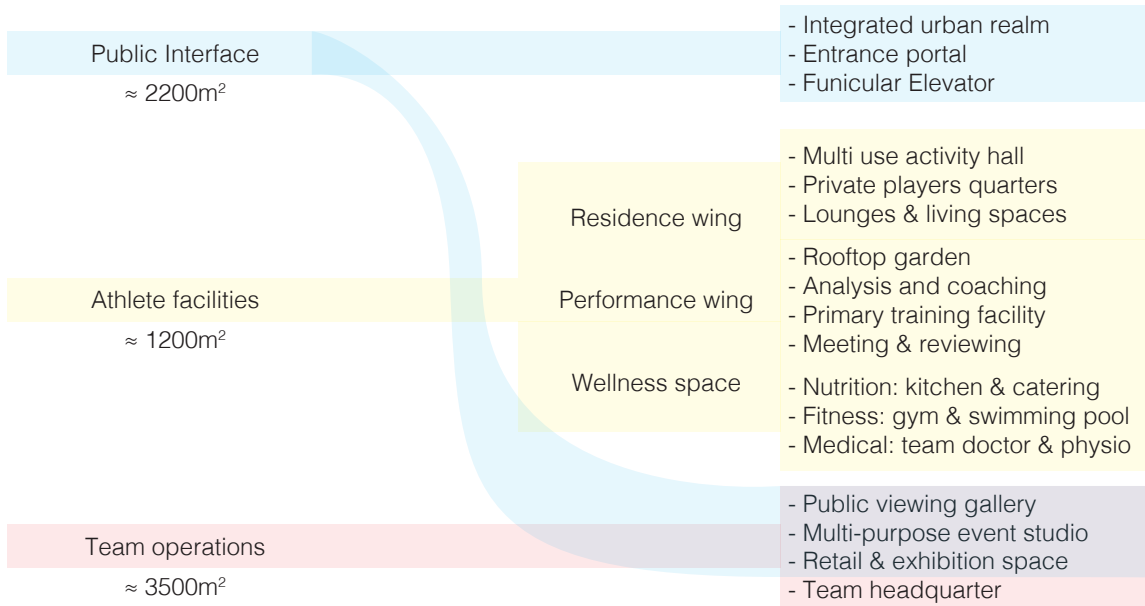 Public Interface
≈ 2200m²
- Integrated urban realm
- Entrance portal
- Funicular Elevator
Athlete facilities
≈ 1200m²
Residence wing
- Multi use activity hall
- Private players quarters
- Lounges & living spaces
Performance wing
- Rooftop garden
- Analysis and coaching
- Primary training facility
- Meeting & reviewing
Wellness space
- Nutrition: kitchen & catering
- Fitness: gym & swimming pool
- Medical: team doctor & physio
Team operations
≈ 3500m²
- Public viewing gallery
- Multi-purpose event studio
- Retail & exhibition space
- Team headquarter